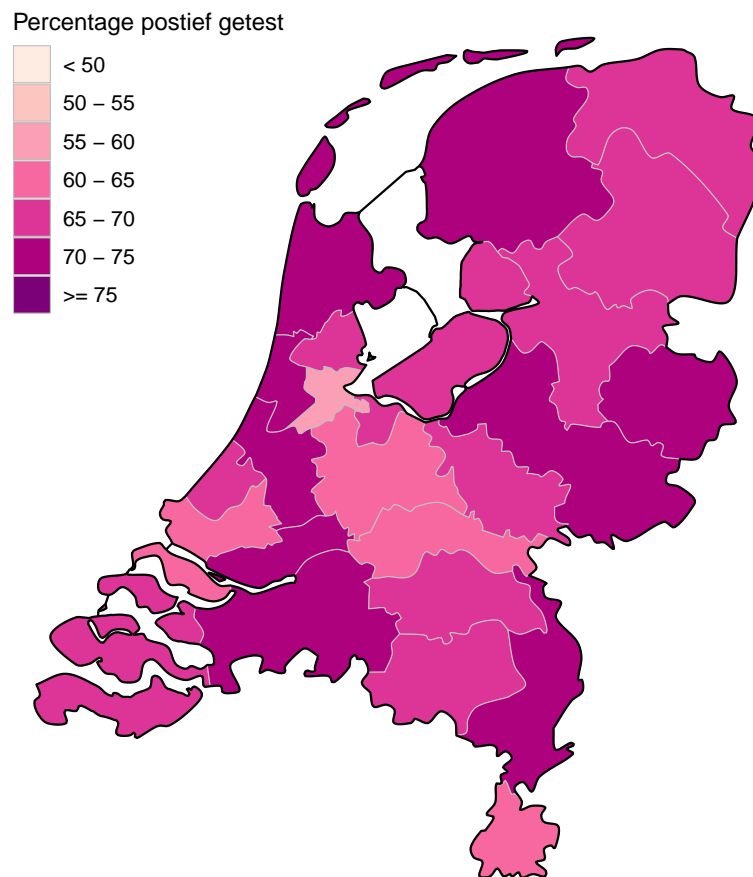 Percentage postief getest
< 50
50 – 55
55 – 60
60 – 65
65 – 70
70 – 75
>= 75